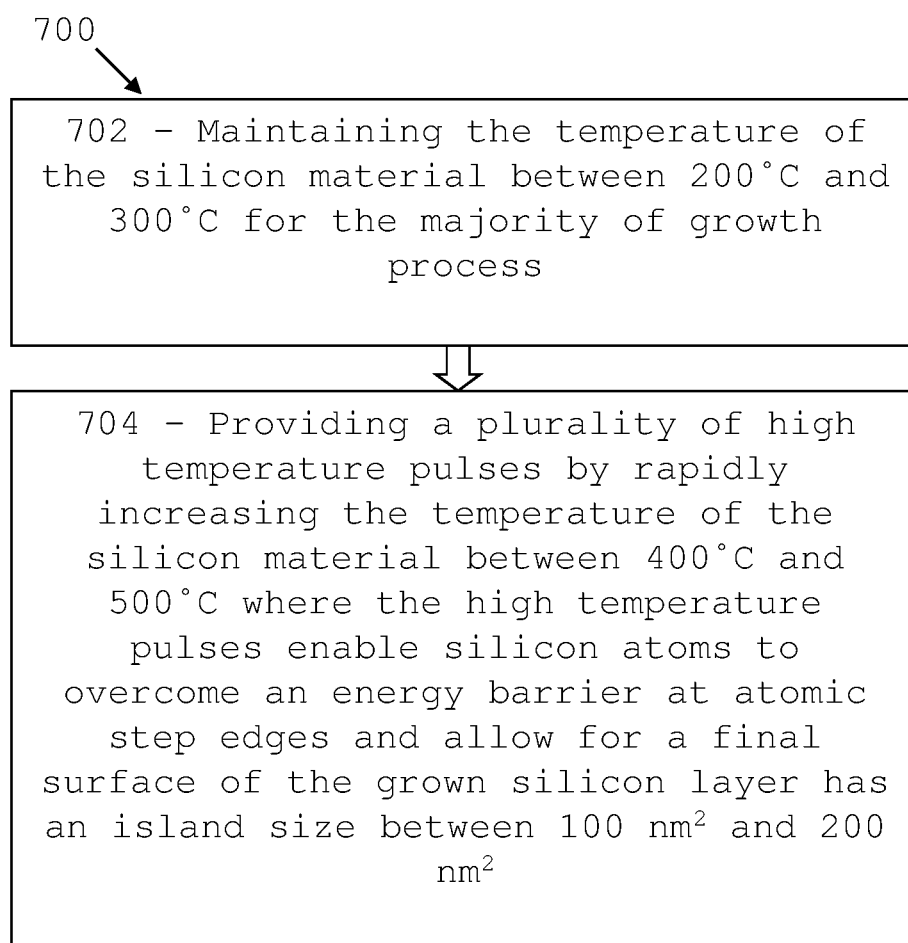 700
702 – Maintaining the temperature of
the silicon material between 200˚C and
300˚C for the majority of growth
process
704 – Providing a plurality of high
temperature pulses by rapidly
increasing the temperature of the
silicon material between 400˚C and
500˚C where the high temperature
pulses enable silicon atoms to
overcome an energy barrier at atomic
step edges and allow for a final
surface of the grown silicon layer has
an island size between 100 nm² and 200
nm²